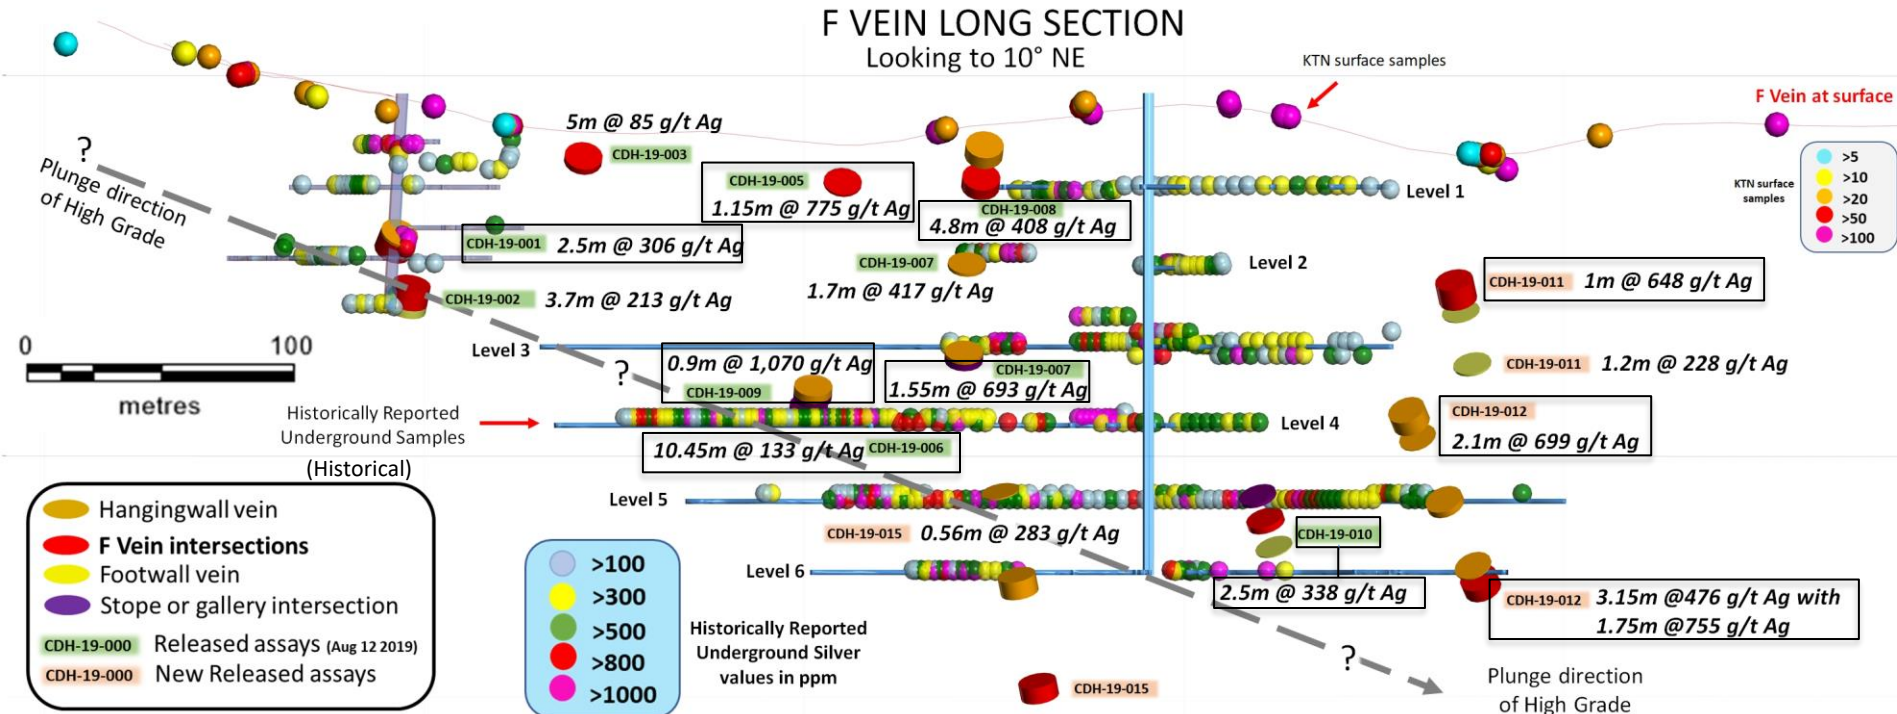 F VEIN LONG SECTION
Looking to 10° NE
KTN surface samples
F Vein at surface
5m @ 85 g/t Ag
CDH-19-003
?
Plunge direction
of High Grade
CDH-19-005
1.15m @ 775 g/t Ag
CDH-19-008
4.8m @ 408 g/t Ag
Level 1
KTN surface
samples
>5
>10
>20
>50
>100
CDH-19-001 2.5m @ 306 g/t Ag
CDH-19-007
1.7m @ 417 g/t Ag
Level 2
CDH-19-011 1m @ 648 g/t Ag
CDH-19-002 3.7m @ 213 g/t Ag
0 100
metres
Level 3
?
0.9m @ 1,070 g/t Ag
CDH-19-009
CDH-19-007
1.55m @ 693 g/t Ag
CDH-19-011 1.2m @ 228 g/t Ag
Historically Reported
Underground Samples
(Historical)
Level 4
CDH-19-012
2.1m @ 699 g/t Ag
10.45m @ 133 g/t Ag CDH-19-006
Level 5
CDH-19-015 0.56m @ 283 g/t Ag
CDH-19-010
Level 6
2.5m @ 338 g/t Ag
CDH-19-012 3.15m @476 g/t Ag with
1.75m @755 g/t Ag
Hangingwall vein
F Vein intersections
Footwall vein
Stope or gallery intersection
CDH-19-000 Released assays (Aug 12 2019)
CDH-19-000 New Released assays
>100
>300
>500
>800
>1000
Historically Reported
Underground Silver
values in ppm
CDH-19-015
?
Plunge direction
of High Grade